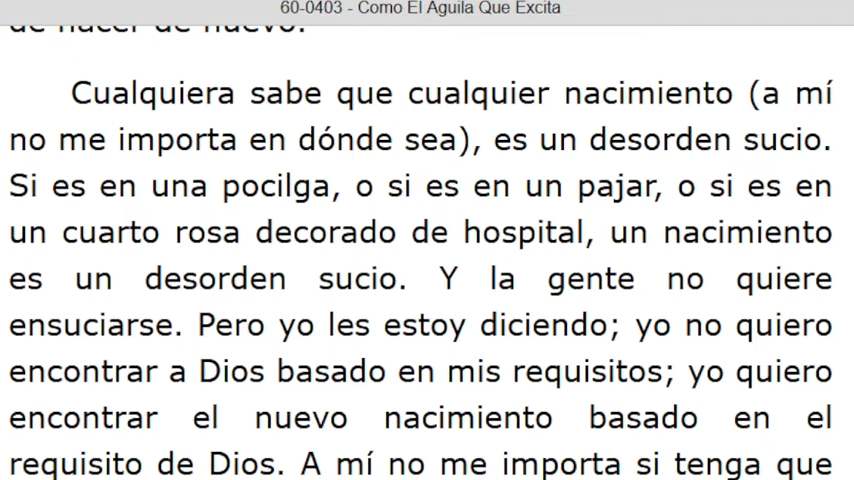 60-0403 - Como El Aguila Que Excita
de nacer de nuevo.
Cualquiera sabe que cualquier nacimiento (a mí
no me importa en dónde sea), es un desorden sucio.
Si es en una pocilga, o si es en un pajar, o si es en
un cuarto rosa decorado de hospital, un nacimiento
es un desorden sucio. Y la gente no quiere
ensuciarse. Pero yo les estoy diciendo; yo no quiero
encontrar a Dios basado en mis requisitos; yo quiero
encontrar el nuevo nacimiento basado en el
requisito de Dios. A mí no me importa si tenga que